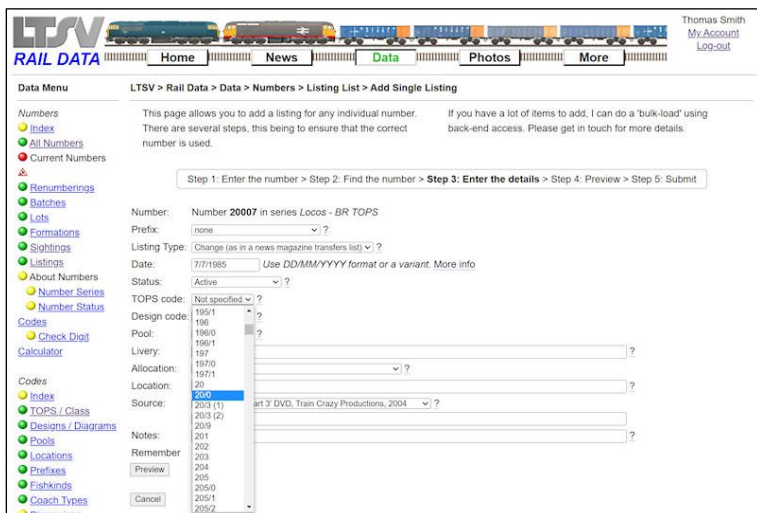 LTSV
RAIL DATA
Home
News
Data
Photos
More
Thomas Smith
My Account
Log-out
Data Menu
Numbers
Index
All Numbers
Current Numbers
Renumberings
Batches
Lots
Formations
Sightings
Listings
About Numbers
Number Series
Number Status
Codes
Check Digit
Calculator
Codes
Index
TOPS / Class
Designs / Diagrams
Pools
Locations
Prefixes
Fishkinds
Coach Types
LTSV > Rail Data > Data > Numbers > Listing List > Add Single Listing
This page allows you to add a listing for any individual number.
There are several steps, this being to ensure that the correct
number is used.
If you have a lot of items to add, I can do a 'bulk-load' using
back-end access. Please get in touch for more details.
Step 1: Enter the number > Step 2: Find the number > Step 3: Enter the details > Step 4: Preview > Step 5: Submit
Number: Number 20007 in series Locos - BR TOPS
Prefix: none ?
Listing Type: Change (as in a news magazine transfers list) ?
Date: 7/7/1985 Use DD/MM/YYYY format or a variant. More info
Status: Active ?
TOPS code: Not specified ?
Design code: ?
Pool: ?
Livery: ?
Allocation: ?
Location: ?
Source: art 3' DVD, Train Crazy Productions, 2004 ?
Notes: ?
Remember
Preview
Cancel
195/1
196
196/0
196/1
197
197/0
197/1
20
20/0
20/3 (1)
20/3 (2)
20/9
201
202
203
204
205
205/0
205/1
205/2